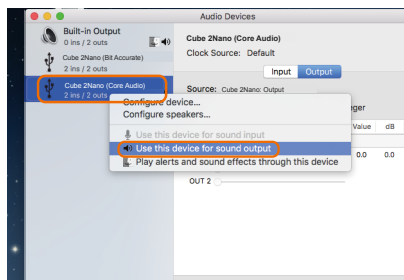 Audio Devices
Built-in Output
0 ins / 2 outs
Cube 2Nano (Bit Accurate)
2 ins / 2 outs
Cube 2Nano (Core Audio)
2 ins / 2 outs
Cube 2Nano (Core Audio)
Clock Source: Default
Input Output
Source: Cube 2Nano: Output
Configure device...
Configure speakers...
Use this device for sound input
Use this device for sound output
Play alerts and sound effects through this device
Value dB
0.0 0.0
OUT 2